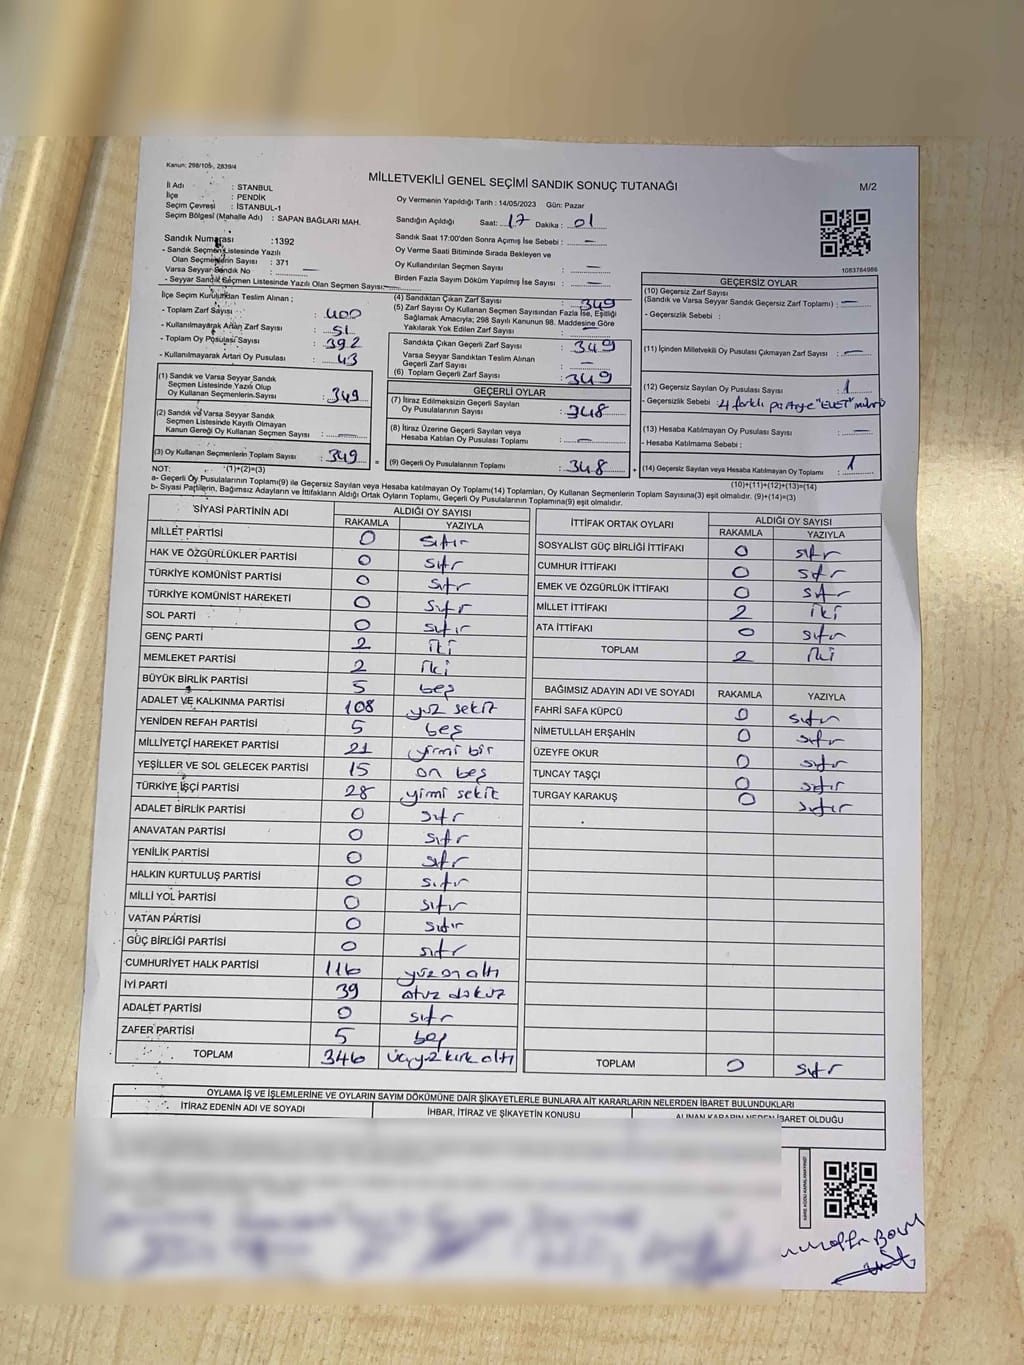 Kanun: 298/105-, 2839/4
MİLLETVEKİLİ GENEL SEÇİMİ SANDIK SONUÇ TUTANAĞI
M/2
İl Adı : STANBUL
İlçe : PENDİK
Seçim Çevresi : İSTANBUL-1
Seçim Bölgesi (Mahalle Adı) : SAPAN BAĞLARI MAH.
Oy Vermenin Yapıldığı Tarih : 14/05/2023 Gün: Pazar
Sandığın Açıldığı Saat: 17 Dakika : 01
Sandık Saat 17:00'den Sonra Açımış İse Sebebi : —
Oy Verme Saati Bitiminde Sırada Bekleyen ve
Oy Kullandırılan Seçmen Sayısı : —
Birden Fazla Sayım Döküm Yapılmış İse Sayısı : —
1083764986
Sandık Numarası :1392
- Sandık Seçmen Listesinde Yazılı
Olan Seçmenlerin Sayısı : 371
Varsa Seyyar Sandık No : —
- Seyyar Sandık Seçmen Listesinde Yazılı Olan Seçmen Sayısı: —
İlçe Seçim Kurulundan Teslim Alınan ;
- Toplam Zarf Sayısı : 400
- Kullanılmayarak Artan Zarf Sayısı : 51
- Toplam Oy Pusulası Sayısı : 392
- Kullanılmayarak Artan Oy Pusulası : 43
(1) Sandık ve Varsa Seyyar Sandık
Seçmen Listesinde Yazılı Olup
Oy Kullanan Seçmenlerin Sayısı : 349
(2) Sandık ve Varsa Seyyar Sandık
Seçmen Listesinde Kayıtlı Olmayan
Kanun Gereği Oy Kullanan Seçmen Sayısı : —
(3) Oy Kullanan Seçmenlerin Toplam Sayısı : 349
(4) Sandıktan Çıkan Zarf Sayısı : 349
(5) Zarf Sayısı Oy Kullanan Seçmen Sayısından Fazla İse, Eşitliği
Sağlamak Amacıyla; 298 Sayılı Kanunun 98. Maddesine Göre
Yakılarak Yok Edilen Zarf Sayısı : —
Sandıkta Çıkan Geçerli Zarf Sayısı : 349
Varsa Seyyar Sandıktan Teslim Alınan
Geçerli Zarf Sayısı : —
(6) Toplam Geçerli Zarf Sayısı : 349
GEÇERLİ OYLAR
(7) İtiraz Edilmeksizin Geçerli Sayılan
Oy Pusulalarının Sayısı : 348
(8) İtiraz Üzerine Geçerli Sayılan veya
Hesaba Katılan Oy Pusulası Toplamı : —
= (9) Geçerli Oy Pusulalarının Toplamı : 348
GEÇERSİZ OYLAR
(10) Geçersiz Zarf Sayısı
(Sandık ve Varsa Seyyar Sandık Geçersiz Zarf Toplamı) : —
- Geçersizlik Sebebi :
(11) İçinden Milletvekili Oy Pusulası Çıkmayan Zarf Sayısı : —
(12) Geçersiz Sayılan Oy Pusulası Sayısı : 1
- Geçersizlik Sebebi : 4 farklı partiye "EVET" mührü
(13) Hesaba Katılmayan Oy Pusulası Sayısı : —
- Hesaba Katılmama Sebebi :
+ (14) Geçersiz Sayılan veya Hesaba Katılmayan Oy Toplamı : 1
NOT: (1)+(2)=(3)
(10)+(11)+(12)+(13)=(14)
a- Geçerli Oy Pusulalarının Toplamı(9) ile Geçersiz Sayılan veya Hesaba Katılmayan Oy Toplamı(14) Toplamları, Oy Kullanan Seçmenlerin Toplam Sayısına(3) eşit olmalıdır. (9)+(14)=(3)
b- Siyasi Partilerin, Bağımsız Adayların ve İttifakların Aldığı Ortak Oyların Toplamı, Geçerli Oy Pusulalarının Toplamına(9) eşit olmalıdır.
SİYASİ PARTİNİN ADI ALDIĞI OY SAYISI
RAKAMLA YAZIYLA
MİLLET PARTİSİ 0 sıfır
HAK VE ÖZGÜRLÜKLER PARTİSİ 0 sıfr
TÜRKİYE KOMÜNİST PARTİSİ 0 sıfr
TÜRKİYE KOMÜNİST HAREKETİ 0 sıfr
SOL PARTİ 0 sıfır
GENÇ PARTİ 2 iki
MEMLEKET PARTİSİ 2 iki
BÜYÜK BİRLİK PARTİSİ 5 beş
ADALET VE KALKINMA PARTİSİ 108 yüz sekiz
YENİDEN REFAH PARTİSİ 5 beş
MİLLİYETÇİ HAREKET PARTİSİ 21 yirmi bir
YEŞİLLER VE SOL GELECEK PARTİSİ 15 on beş
TÜRKİYE İŞÇİ PARTİSİ 28 yirmi sekiz
ADALET BİRLİK PARTİSİ 0 sıfr
ANAVATAN PARTİSİ 0 sıfr
YENİLİK PARTİSİ 0 sıfr
HALKIN KURTULUŞ PARTİSİ 0 sıfır
MİLLİ YOL PARTİSİ 0 sıfır
VATAN PARTİSİ 0 sıfır
GÜÇ BİRLİĞİ PARTİSİ 0 sıfr
CUMHURİYET HALK PARTİSİ 116 yüz on altı
İYİ PARTİ 39 otuz dokuz
ADALET PARTİSİ 0 sıfr
ZAFER PARTİSİ 5 beş
TOPLAM 346 üçyüz kırk altı
İTTİFAK ORTAK OYLARI ALDIĞI OY SAYISI
RAKAMLA YAZIYLA
SOSYALİST GÜÇ BİRLİĞİ İTTİFAKI 0 sıfr
CUMHUR İTTİFAKI 0 sıfr
EMEK VE ÖZGÜRLÜK İTTİFAKI 0 sıfr
MİLLET İTTİFAKI 2 iki
ATA İTTİFAKI 0 sıfır
TOPLAM 2 iki
BAĞIMSIZ ADAYIN ADI VE SOYADI RAKAMLA YAZIYLA
FAHRİ SAFA KÜPCÜ 0 sıfır
NİMETULLAH ERŞAHİN 0 sıfr
ÜZEYFE OKUR 0 sıfr
TUNCAY TAŞÇI 0 sıfır
TURGAY KARAKUŞ 0 sıfır
TOPLAM 0 sıfr
OYLAMA İŞ VE İŞLEMLERİNE VE OYLARIN SAYIM DÖKÜMÜNE DAİR ŞİKAYETLERLE BUNLARA AİT KARARLARIN NELERDEN İBARET BULUNDUKLARI
İTİRAZ EDENİN ADI VE SOYADI İHBAR, İTİRAZ VE ŞİKAYETİN KONUSU ALINAN KARARIN NEDEN İBARET OLDUĞU